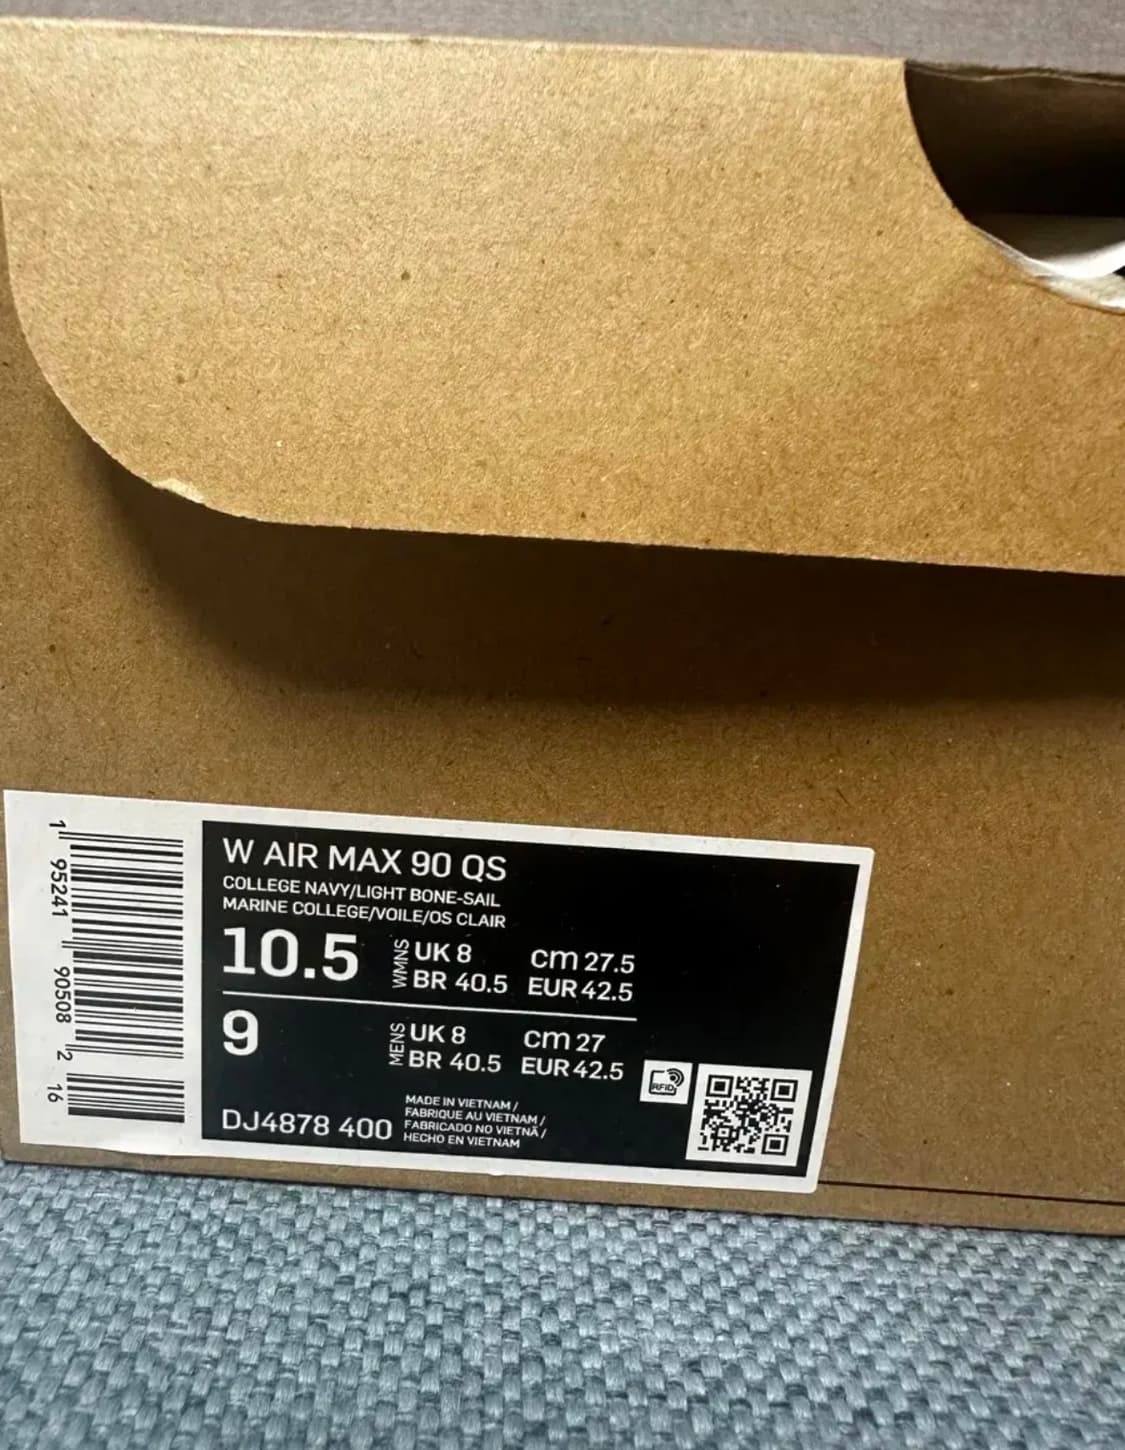 W AIR MAX 90 QS
COLLEGE NAVY/LIGHT BONE-SAIL
MARINE COLLEGE/VOILE/OS CLAIR
10.5 WMNS UK 8 cm 27.5
BR 40.5 EUR 42.5
9 MENS UK 8 cm 27
BR 40.5 EUR 42.5
RFID
DJ4878 400
MADE IN VIETNAM/
FABRIQUE AU VIETNAM/
FABRICADO NO VIETNÃ/
HECHO EN VIETNAM
1 95241 90508 2 16